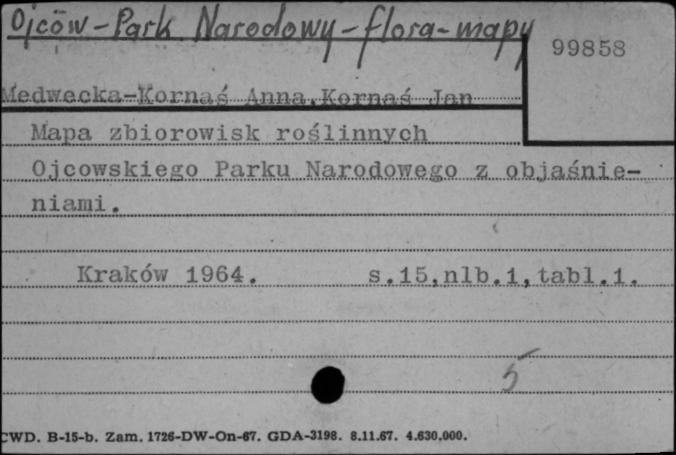 Ojców-Park Narodowy-flora-mapy
99858
Medwecka-Kornaś Anna,Kornaś Jan
Mapa zbiorowisk roślinnych
Ojcowskiego Parku Narodowego z objaśnie-
niami.
Kraków 1964. s.15,nlb.1,tabl.1.
5
CWD. B-15-b. Zam. 1726-DW-On-67. GDA-3198. 8.11.67. 4.630.000.